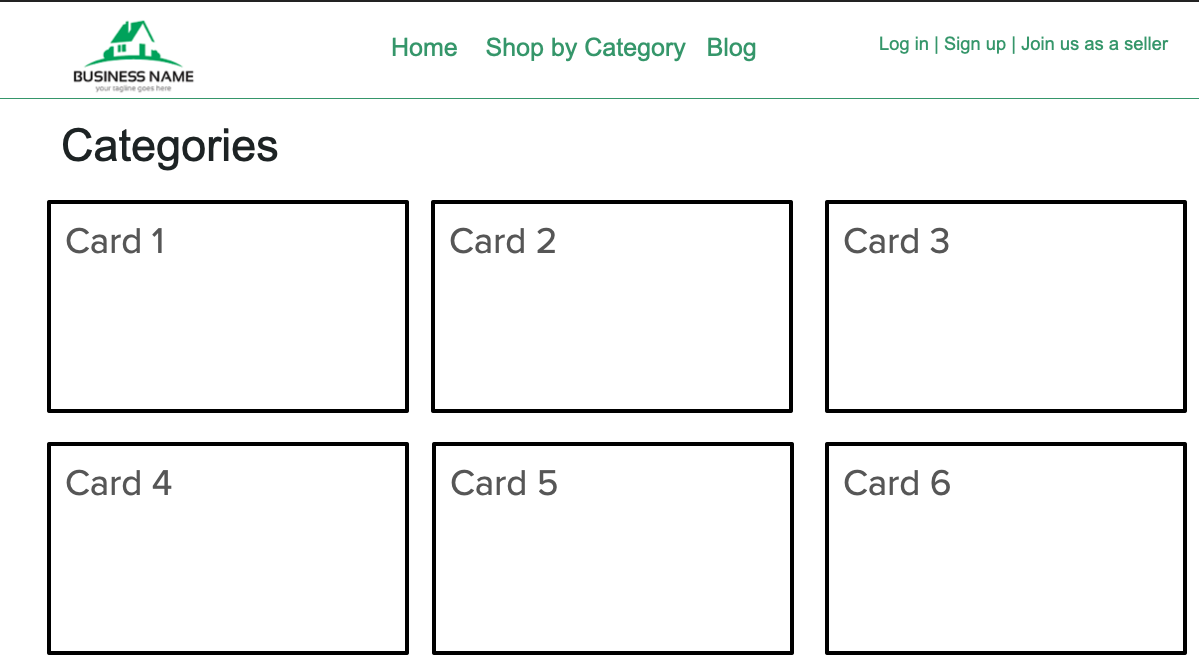 BUSINESS NAME
your tagline goes here
Home Shop by Category Blog
Log in | Sign up | Join us as a seller
Categories
Card 1 Card 2 Card 3
Card 4 Card 5 Card 6